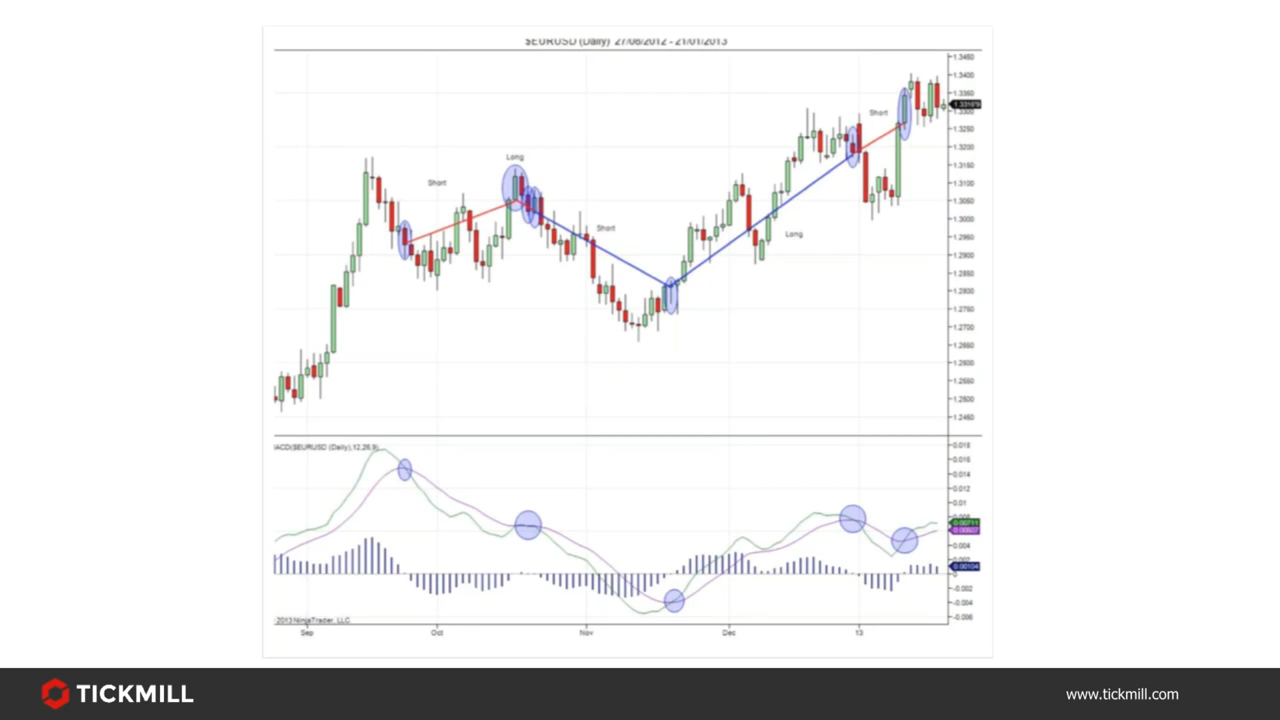 $EURUSD (Daily) 27/08/2012 - 21/01/2013
1.3450
1.3400
1.3350
1.3316'9
1.3300
1.3250
1.3200
1.3150
1.3100
1.3050
1.3000
1.2950
1.2900
1.2850
1.2800
1.2750
1.2700
1.2650
1.2600
1.2550
1.2500
1.2450
Short
Long
Short
Long
Short
IACD($EURUSD (Daily),12,26,9)
0.018
0.016
0.014
0.012
0.01
0.008
0.00711
0.00607
0.004
0.002
0.00104
0
-0.002
-0.004
-0.006
2013 NinjaTrader, LLC
Sep
Oct
Nov
Dec
13
TICKMILL
www.tickmill.com